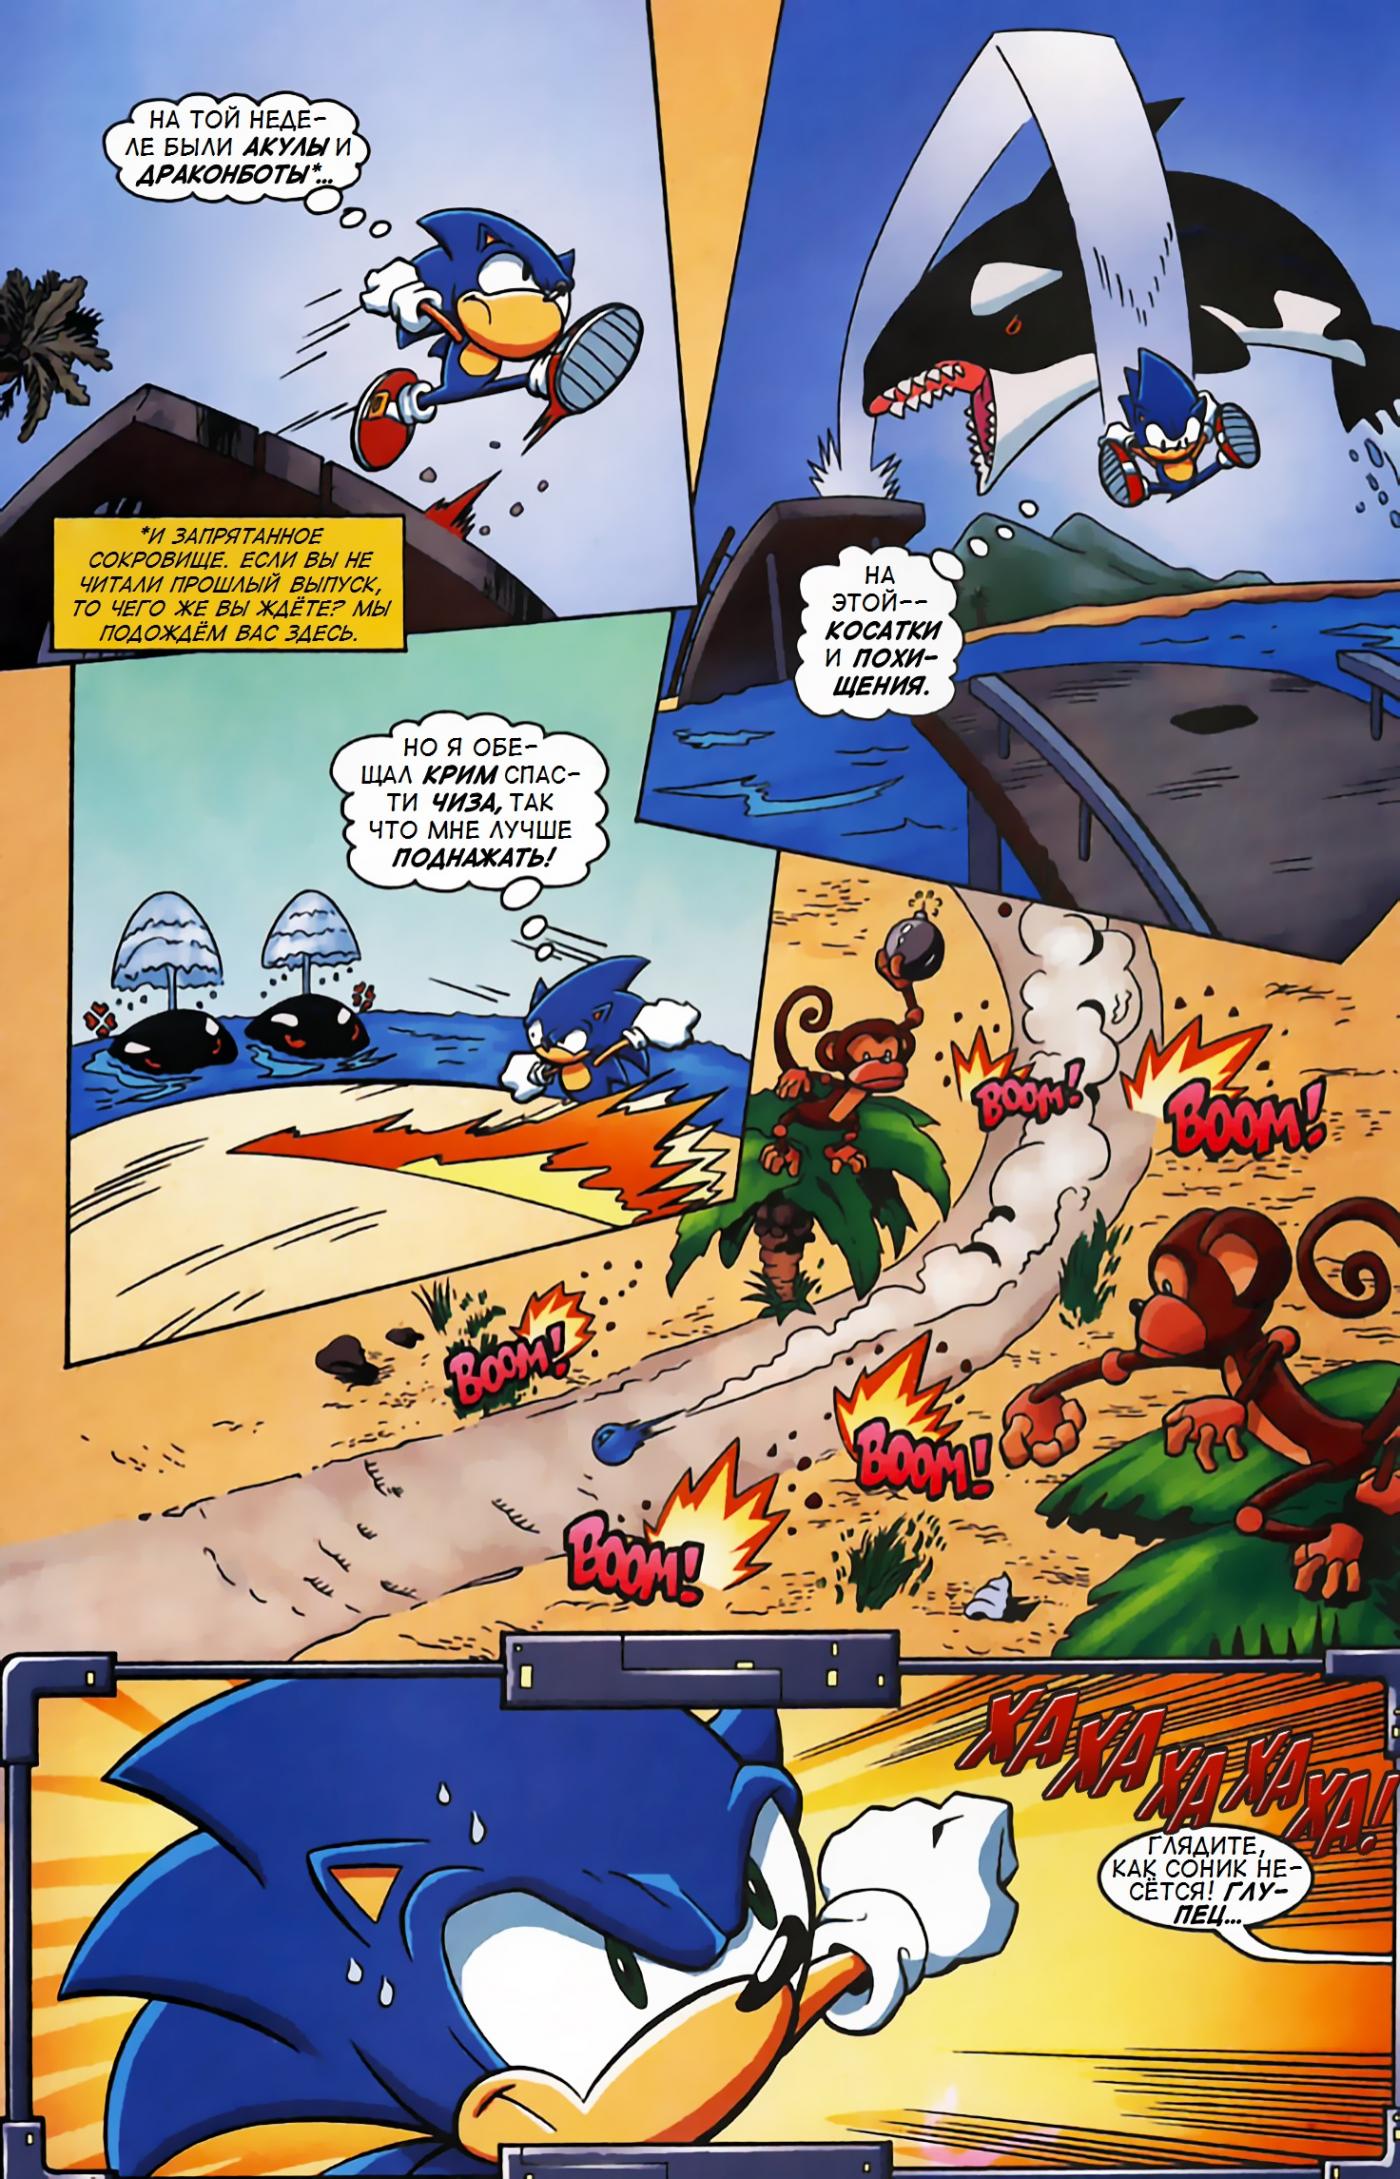 НА ТОЙ НЕДЕ-
ЛЕ БЫЛИ АКУЛЫ И
ДРАКОНБОТЫ*...
*И ЗАПРЯТАННОЕ
СОКРОВИЩЕ. ЕСЛИ ВЫ НЕ
ЧИТАЛИ ПРОШЛЫЙ ВЫПУСК,
ТО ЧЕГО ЖЕ ВЫ ЖДЁТЕ? МЫ
ПОДОЖДЁМ ВАС ЗДЕСЬ.
НА
ЭТОЙ--
КОСАТКИ
И ПОХИ-
ЩЕНИЯ.
НО Я ОБЕ-
ЩАЛ КРИМ СПАС-
ТИ ЧИЗА, ТАК
ЧТО МНЕ ЛУЧШЕ
ПОДНАЖАТЬ!
BOOM!
BOOM!
BOOM!
BOOM!
BOOM!
ХА ХА ХА ХА ХА!
ГЛЯДИТЕ,
КАК СОНИК НЕ-
СЁТСЯ! ГЛУ-
ПЕЦ...